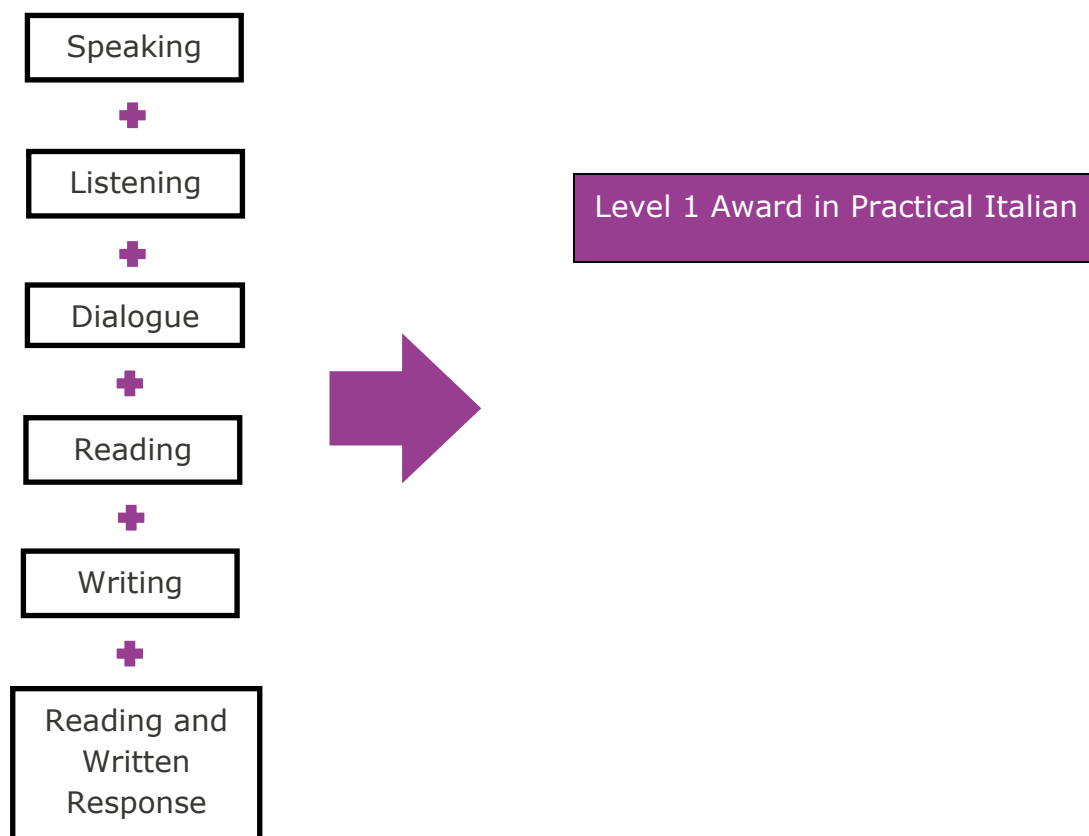 Speaking
Listening
Dialogue
Reading
Writing
Reading and
Written
Response
Level 1 Award in Practical Italian